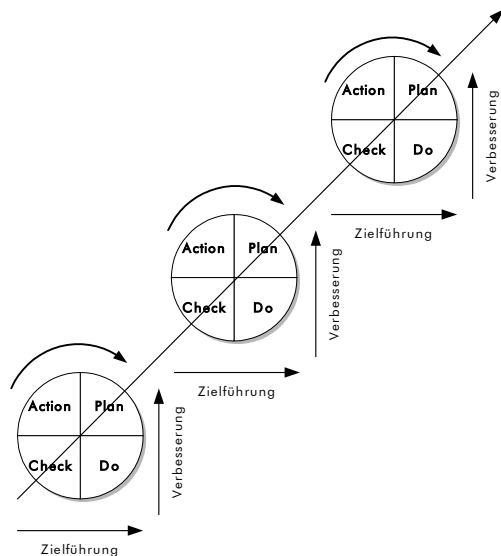 Action Plan
Check Do
Verbesserung
Zielführung
Action Plan
Check Do
Verbesserung
Zielführung
Action Plan
Check Do
Verbesserung
Zielführung